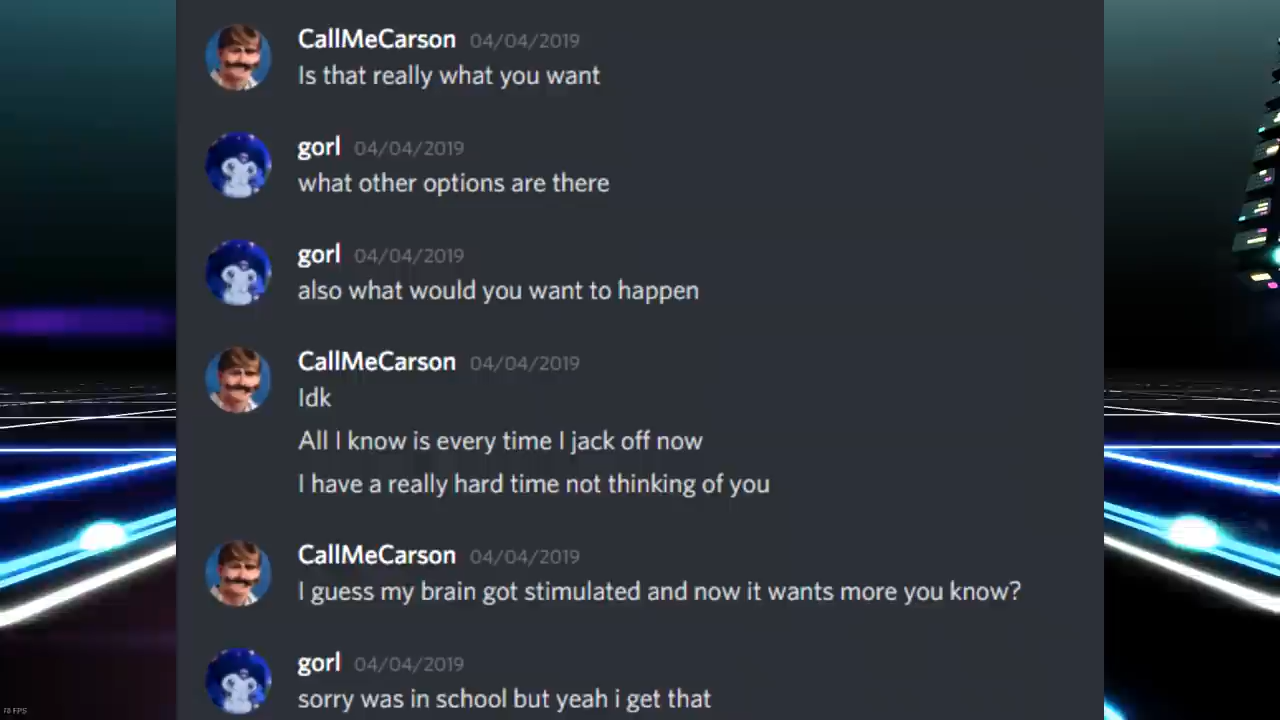 CallMeCarson 04/04/2019
Is that really what you want
gorl 04/04/2019
what other options are there
gorl 04/04/2019
also what would you want to happen
CallMeCarson 04/04/2019
Idk
All I know is every time I jack off now
I have a really hard time not thinking of you
CallMeCarson 04/04/2019
I guess my brain got stimulated and now it wants more you know?
gorl 04/04/2019
sorry was in school but yeah i get that